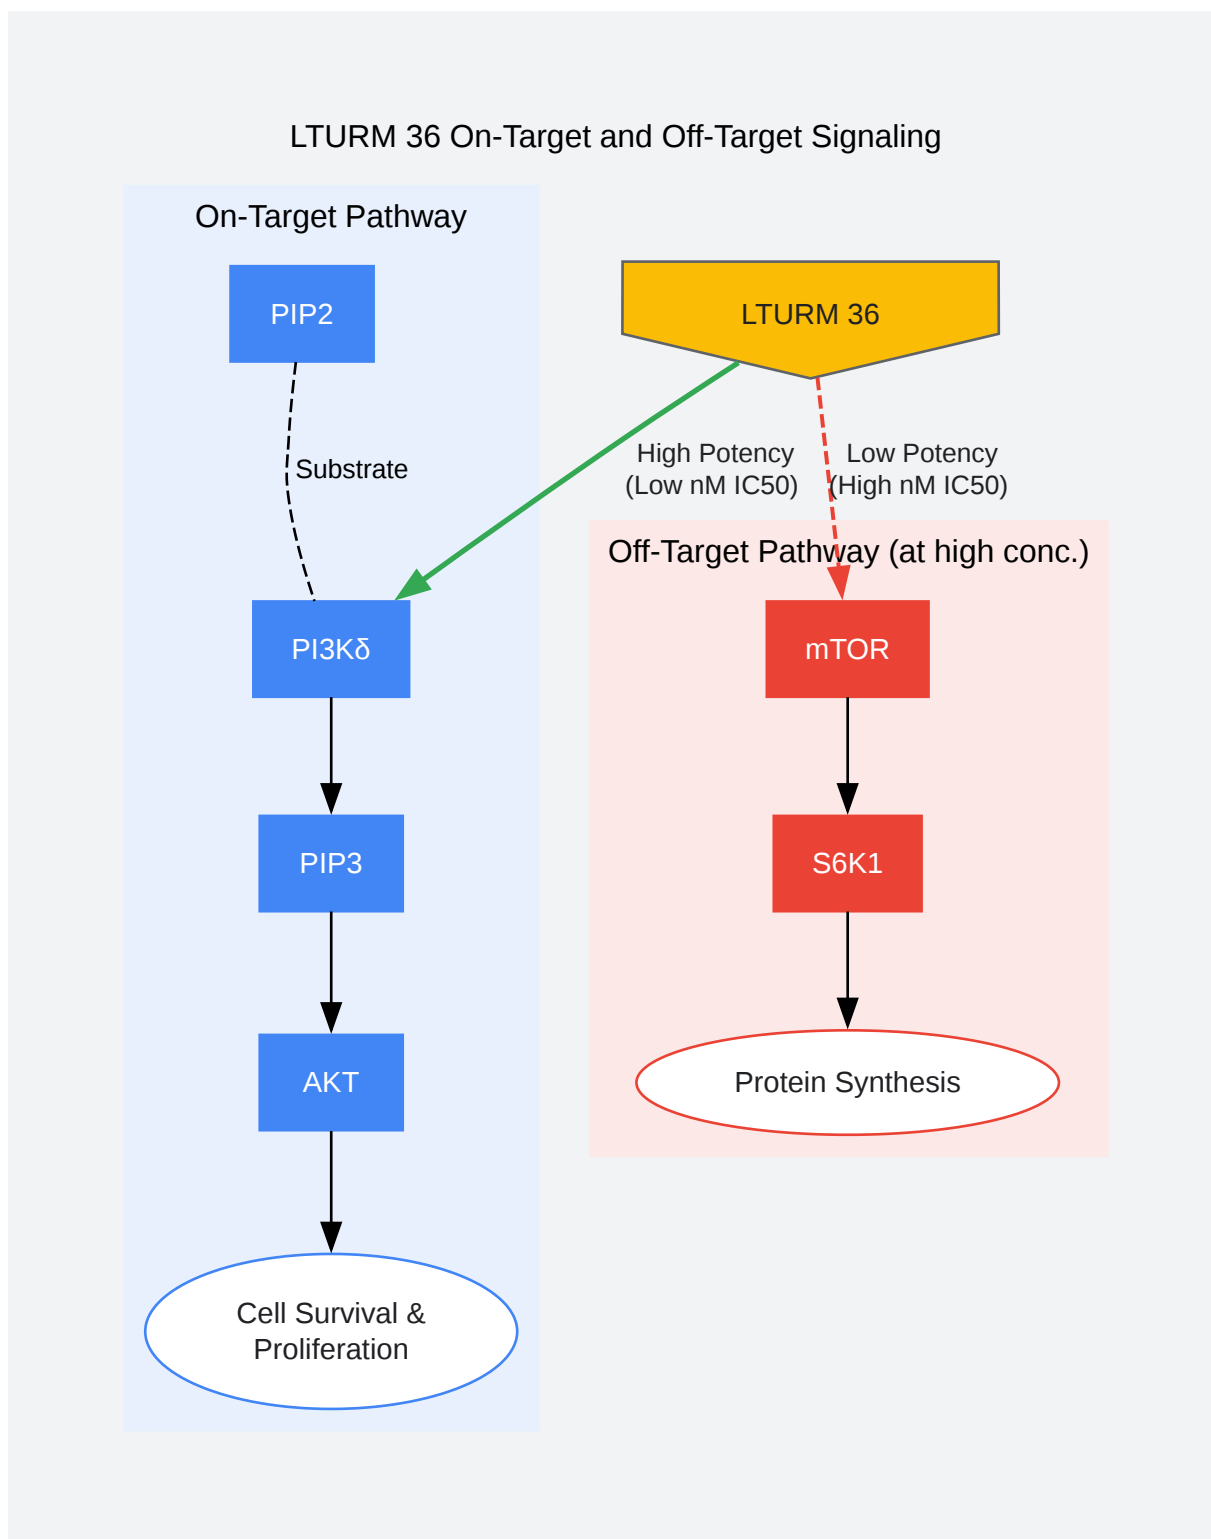 LTURM 36 On-Target and Off-Target Signaling
On-Target Pathway
PIP2
LTURM 36
Substrate
High Potency
(Low nM IC50)
Low Potency
(High nM IC50)
Off-Target Pathway (at high conc.)
PI3Kδ
mTOR
PIP3
S6K1
AKT
Protein Synthesis
Cell Survival &
Proliferation